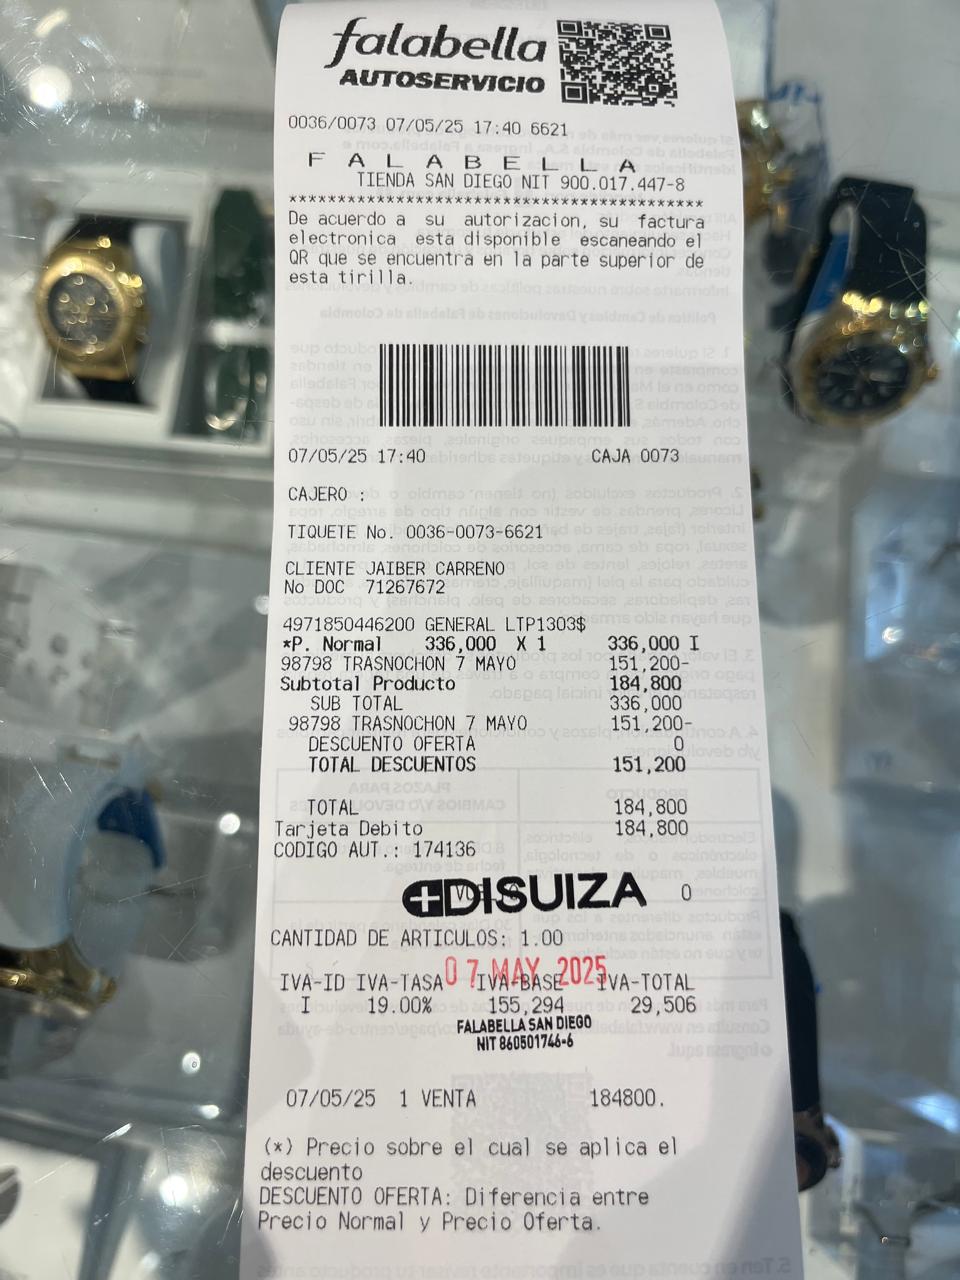 falabella
AUTOSERVICIO
0036/0073 07/05/25 17:40 6621
F A L A B E L L A
TIENDA SAN DIEGO NIT 900.017.447-8
******************************************
De acuerdo a su autorizacion, su factura
electronica esta disponible escaneando el
QR que se encuentra en la parte superior de
esta tirilla.
07/05/25 17:40 CAJA 0073
CAJERO :
TIQUETE No. 0036-0073-6621
CLIENTE JAIBER CARRENO
No DOC 71267672
4971850446200 GENERAL LTP1303$
*P. Normal 336,000 X 1 336,000 I
98798 TRASNOCHON 7 MAYO 151,200-
Subtotal Producto 184,800
SUB TOTAL 336,000
98798 TRASNOCHON 7 MAYO 151,200-
DESCUENTO OFERTA 0
TOTAL DESCUENTOS 151,200
TOTAL 184,800
Tarjeta Debito 184,800
CODIGO AUT.: 174136
DISUIZA 0
CANTIDAD DE ARTICULOS: 1.00
07 MAY 2025
IVA-ID IVA-TASA IVA-BASE IVA-TOTAL
I 19.00% 155,294 29,506
FALABELLA SAN DIEGO
NIT 860501746-6
07/05/25 1 VENTA 184800.
(*) Precio sobre el cual se aplica el
descuento
DESCUENTO OFERTA: Diferencia entre
Precio Normal y Precio Oferta.